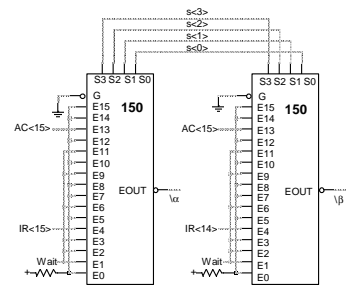 s<3>
s<2>
s<1>
s<0>
S3 S2 S1 S0
G
E15
E14
E13
E12
E11
E10
E9
E8
E7
E6
E5
E4
E3
E2
E1
E0
150
EOUT
\α
AC<15>
IR<15>
Wait
+
S3 S2 S1 S0
G
E15
E14
E13
E12
E11
E10
E9
E8
E7
E6
E5
E4
E3
E2
E1
E0
150
EOUT
\β
AC<15>
IR<14>
Wait
+